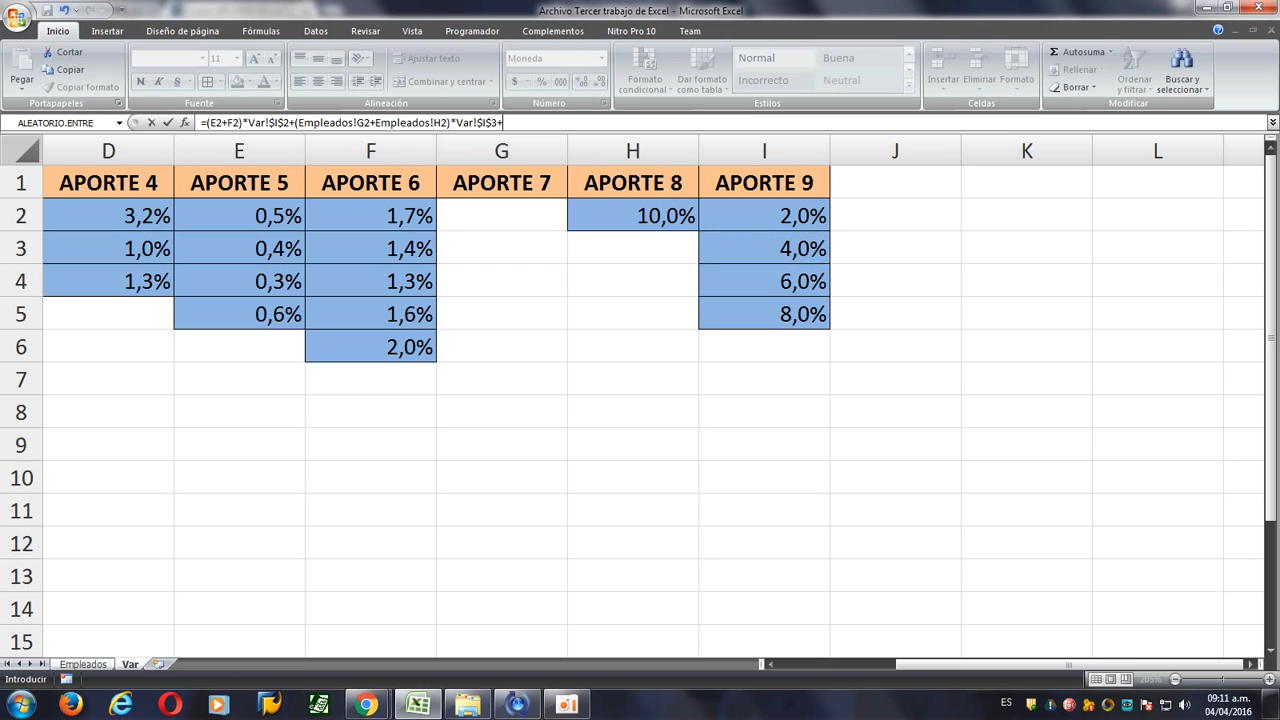 Archivo Tercer trabajo de Excel - Microsoft Excel
Inicio Insertar Diseño de página Fórmulas Datos Revisar Vista Programador Complementos Nitro Pro 10 Team
Pegar Cortar Copiar Copiar formato
11 N K S
Ajustar texto Combinar y centrar
Moneda $ % 000
Formato condicional Dar formato como tabla
Normal Buena
Incorrecto Neutral
Insertar Eliminar Formato
Autosuma Rellenar Borrar Ordenar y filtrar Buscar y seleccionar
Portapapeles Fuente Alineación Número Estilos Celdas Modificar
ALEATORIO.ENTRE =(E2+F2)*Var!$I$2+(Empleados!G2+Empleados!H2)*Var!$I$3+
D E F G H I J K L
1 APORTE 4 APORTE 5 APORTE 6 APORTE 7 APORTE 8 APORTE 9
2 3,2% 0,5% 1,7% 10,0% 2,0%
3 1,0% 0,4% 1,4% 4,0%
4 1,3% 0,3% 1,3% 6,0%
5 0,6% 1,6% 8,0%
6 2,0%
7
8
9
10
11
12
13
14
15
Empleados Var
Introducir 205%
ES 09:11 a.m.
04/04/2016